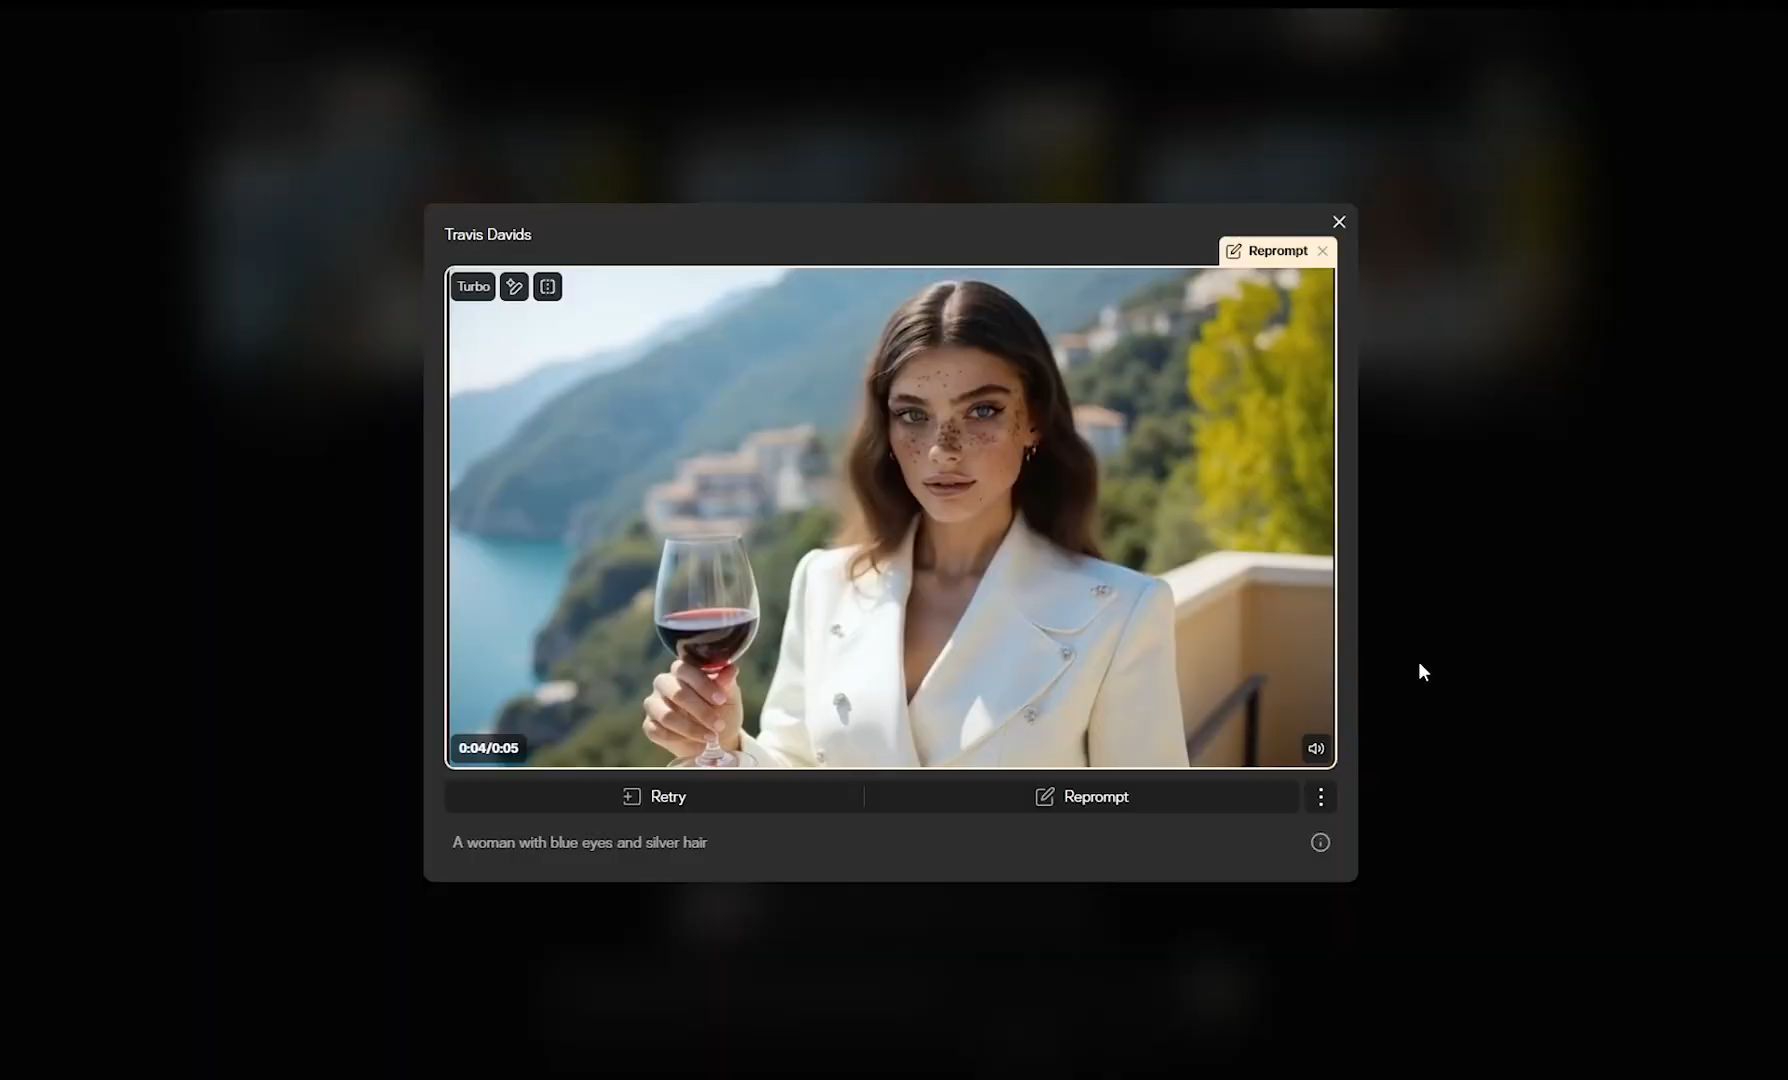 Travis Davids
Reprompt
Turbo
0:04/0:05
Retry
Reprompt
A woman with blue eyes and silver hair